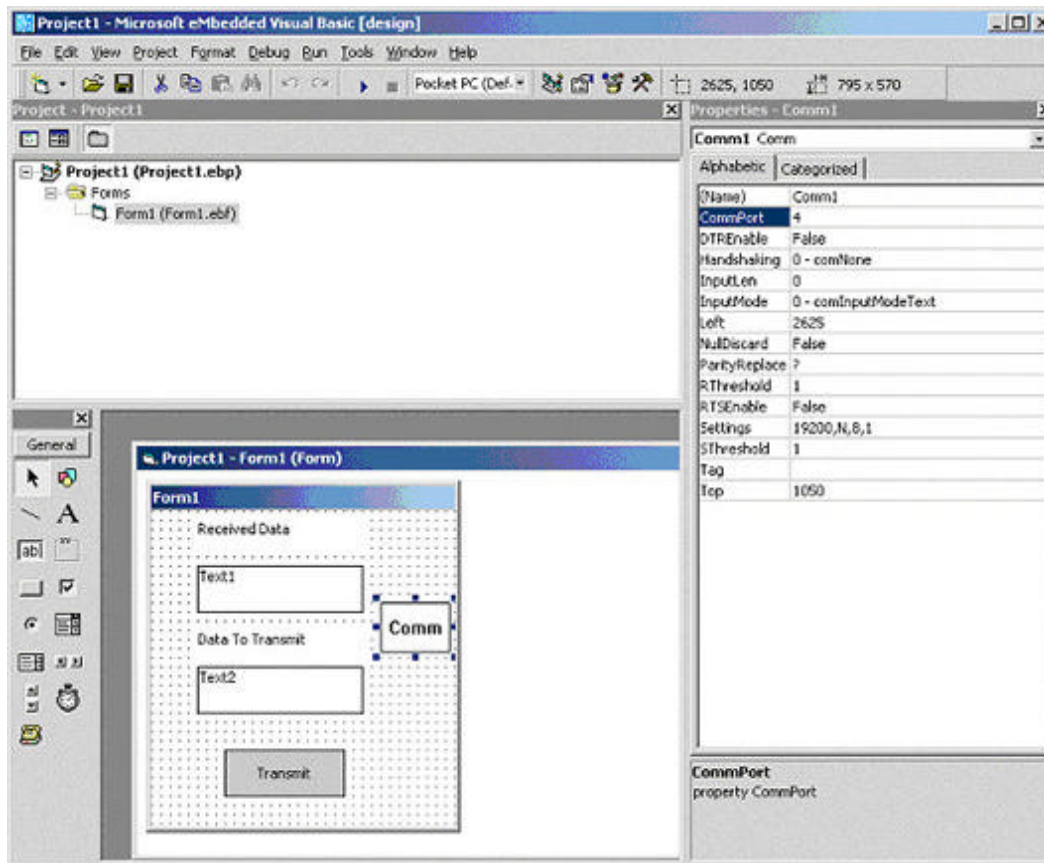 Project1 - Microsoft eMbedded Visual Basic [design]
File Edit View Project Format Debug Run Tools Window Help
Pocket PC (Def. 2625, 1050 795 x 570
Project - Project1
Project1 (Project1.ebp)
Forms
Form1 (Form1.ebf)
Properties - Comm1
Comm1 Comm
Alphabetic Categorized
(Name) Comm1
CommPort 4
DTREnable False
Handshaking 0 - comNone
InputLen 0
InputMode 0 - comInputModeText
Left 2625
NullDiscard False
ParityReplace ?
RThreshold 1
RTSEnable False
Settings 19200,N,8,1
SThreshold 1
Tag
Top 1050
CommPort
property CommPort
General
A
ab
Project1 - Form1 (Form)
Form1
Received Data
Text1
Comm
Data To Transmit
Text2
Transmit